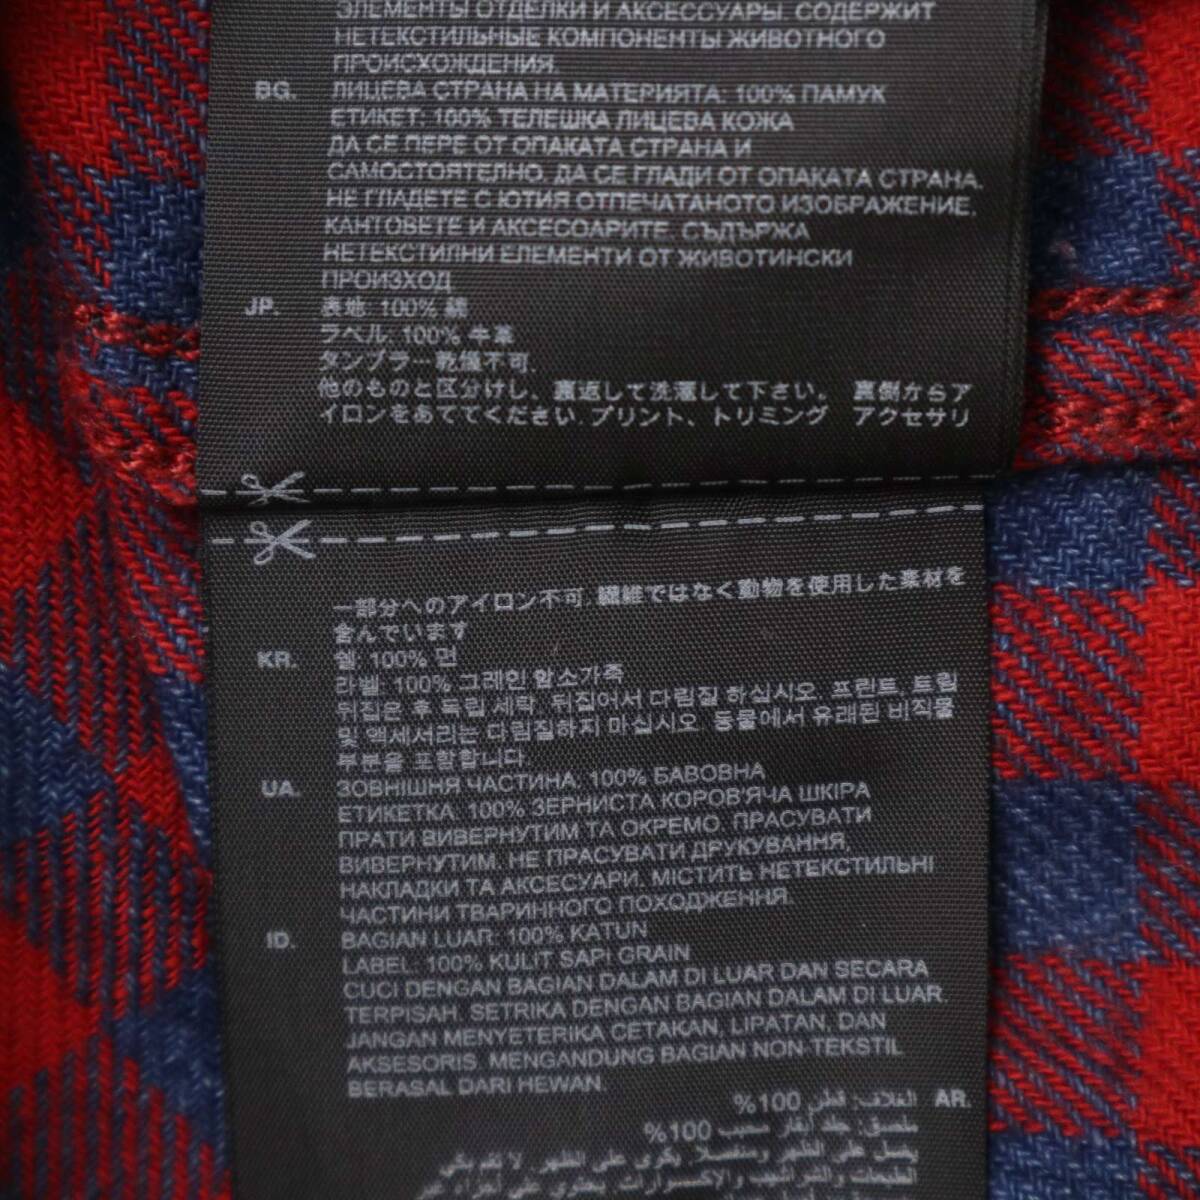 ЭЛЕМЕНТЫ ОТДЕЛКИ И АКСЕССУАРЫ. СОДЕРЖИТ
НЕТЕКСТИЛЬНЫЕ КОМПОНЕНТЫ ЖИВОТНОГО
ПРОИСХОЖДЕНИЯ.
BG. ЛИЦЕВА СТРАНА НА МАТЕРИЯТА: 100% ПАМУК
ЕТИКЕТ: 100% ТЕЛЕШКА ЛИЦЕВА КОЖА
ДА СЕ ПЕРЕ ОТ ОПАКАТА СТРАНА И
САМОСТОЯТЕЛНО. ДА СЕ ГЛАДИ ОТ ОПАКАТА СТРАНА.
НЕ ГЛАДЕТЕ С ЮТИЯ ОТПЕЧАТАНОТО ИЗОБРАЖЕНИЕ,
КАНТОВЕТЕ И АКСЕСОАРИТЕ. СЪДЪРЖА
НЕТЕКСТИЛНИ ЕЛЕМЕНТИ ОТ ЖИВОТИНСКИ
ПРОИЗХОД
JP. 表地: 100% 綿
ラベル: 100% 牛革
タンブラー乾燥不可.
他のものと区分けし、裏返して洗濯して下さい。 裏側からア
イロンをあててください.プリント、トリミング アクセサリ
一部分へのアイロン不可. 繊維ではなく動物を使用した素材を
含んでいます
KR. 쉘: 100% 면
라벨: 100% 그레인 암소가죽
뒤집은 후 독립 세탁. 뒤집어서 다림질 하십시오. 프린트, 트림
및 액세서리는 다림질하지 마십시오. 동물에서 유래된 비직물
부분을 포함합니다.
UA. ЗОВНІШНЯ ЧАСТИНА: 100% БАВОВНА
ЕТИКЕТКА: 100% ЗЕРНИСТА КОРОВ'ЯЧА ШКІРА
ПРАТИ ВИВЕРНУТИМ ТА ОКРЕМО. ПРАСУВАТИ
ВИВЕРНУТИМ. НЕ ПРАСУВАТИ ДРУКУВАННЯ,
НАКЛАДКИ ТА АКСЕСУАРИ. МІСТИТЬ НЕТЕКСТИЛЬНІ
ЧАСТИНИ ТВАРИННОГО ПОХОДЖЕННЯ.
ID. BAGIAN LUAR: 100% KATUN
LABEL: 100% KULIT SAPI GRAIN
CUCI DENGAN BAGIAN DALAM DI LUAR DAN SECARA
TERPISAH. SETRIKA DENGAN BAGIAN DALAM DI LUAR.
JANGAN MENYETERIKA CETAKAN, LIPATAN, DAN
AKSESORIS. MENGANDUNG BAGIAN NON-TEKSTIL
BERASAL DARI HEWAN.
AR. الغلاف: قطن 100%
ملصق: جلد أبقار محبب 100%